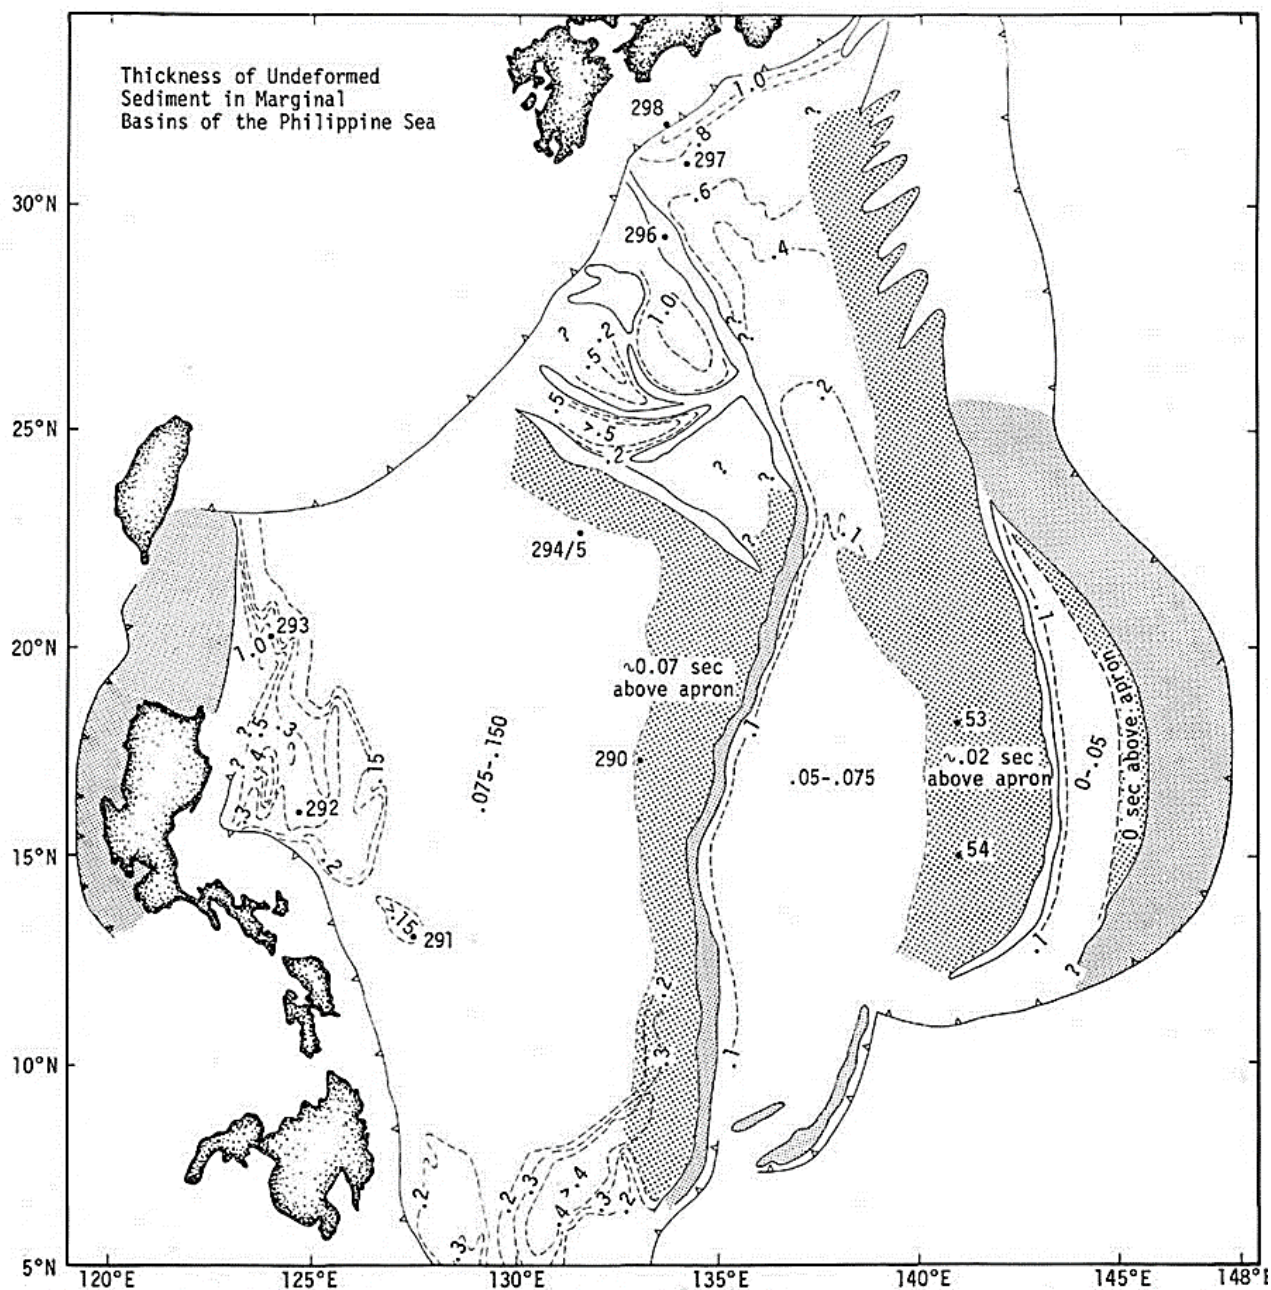 Thickness of Undeformed
Sediment in Marginal
Basins of the Philippine Sea
298
1.0
?
.8
297
30°N
.6
296
.4
1.0
?
?
? .2
.5
.2
.5
25°N
>.5
.2
? ?
.1
294/5
?
293
.1
20°N
1.0
~0.07 sec
above apron
0 sec above apron
53
? .5 .3
.1
.075-.150
290
.15
? .4
.05-.075
~.02 sec
above apron
0-.05
.3
292
54
15°N
.2
>.15
291
.1
?
.2
10°N
.3
.1
.2
.2
.3
>.4
.4
.3
.2
.3
5°N
120°E
125°E
130°E
135°E
140°E
145°E
148°E